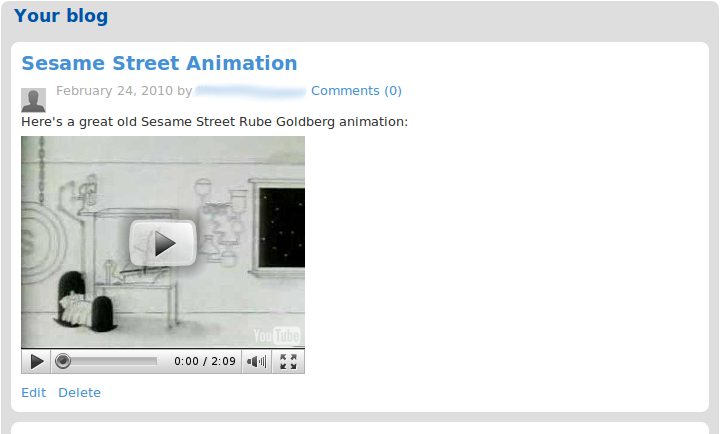 Your blog
Sesame Street Animation
February 24, 2010 by Comments (0)
Here's a great old Sesame Street Rube Goldberg animation:
YouTube
0:00 / 2:09
Edit Delete